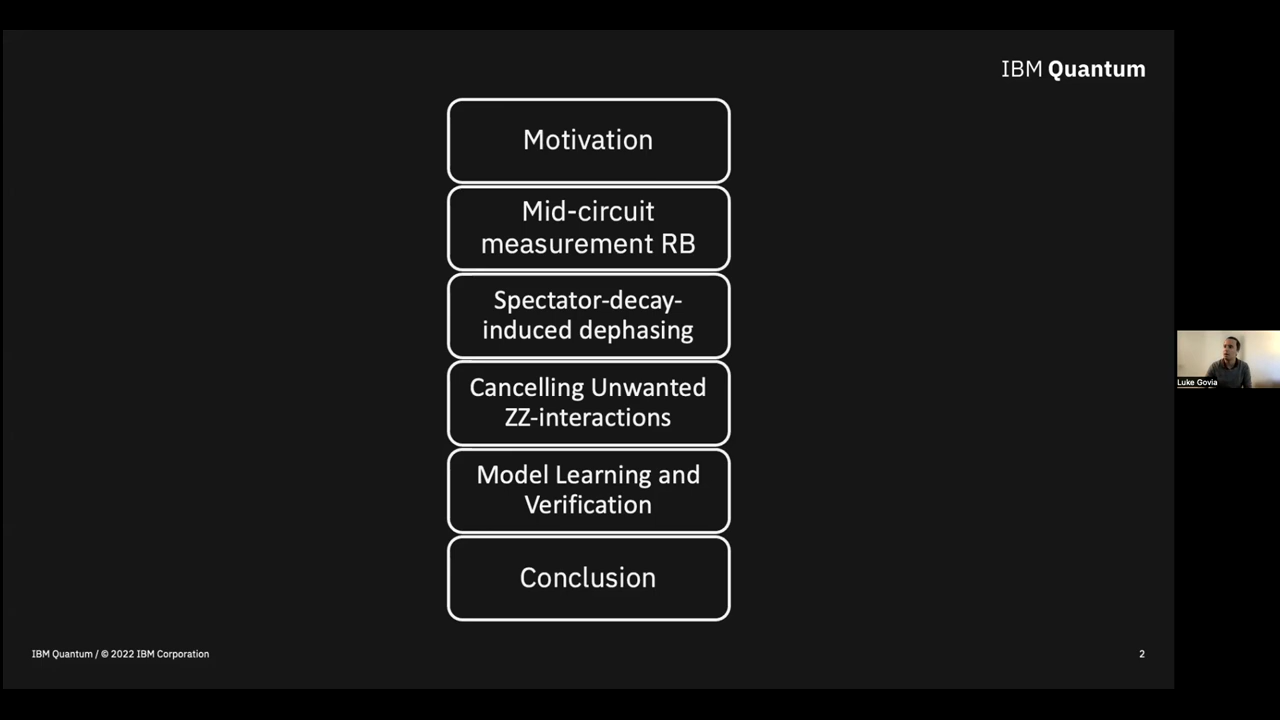 IBM Quantum
Motivation
Mid-circuit
measurement RB
Spectator-decay-
induced dephasing
Cancelling Unwanted
ZZ-interactions
Model Learning and
Verification
Conclusion
Luke Govia
IBM Quantum / © 2022 IBM Corporation
2